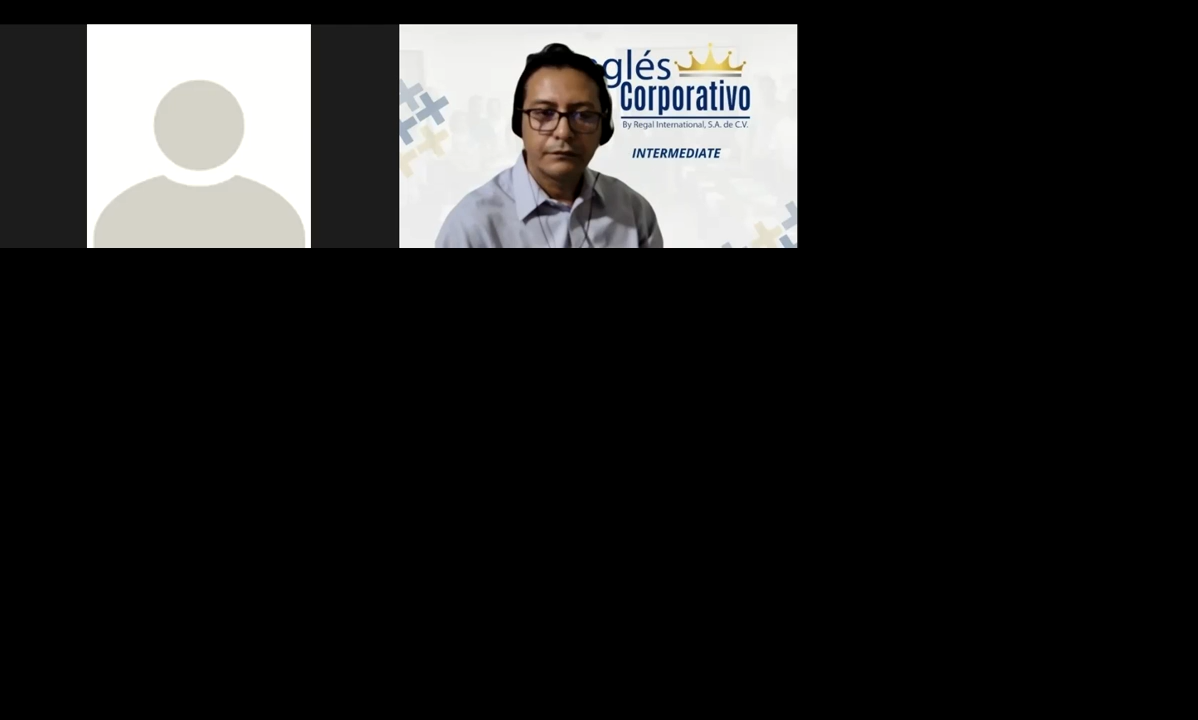 glés
Corporativo
By Regal International, S.A. de C.V.
INTERMEDIATE